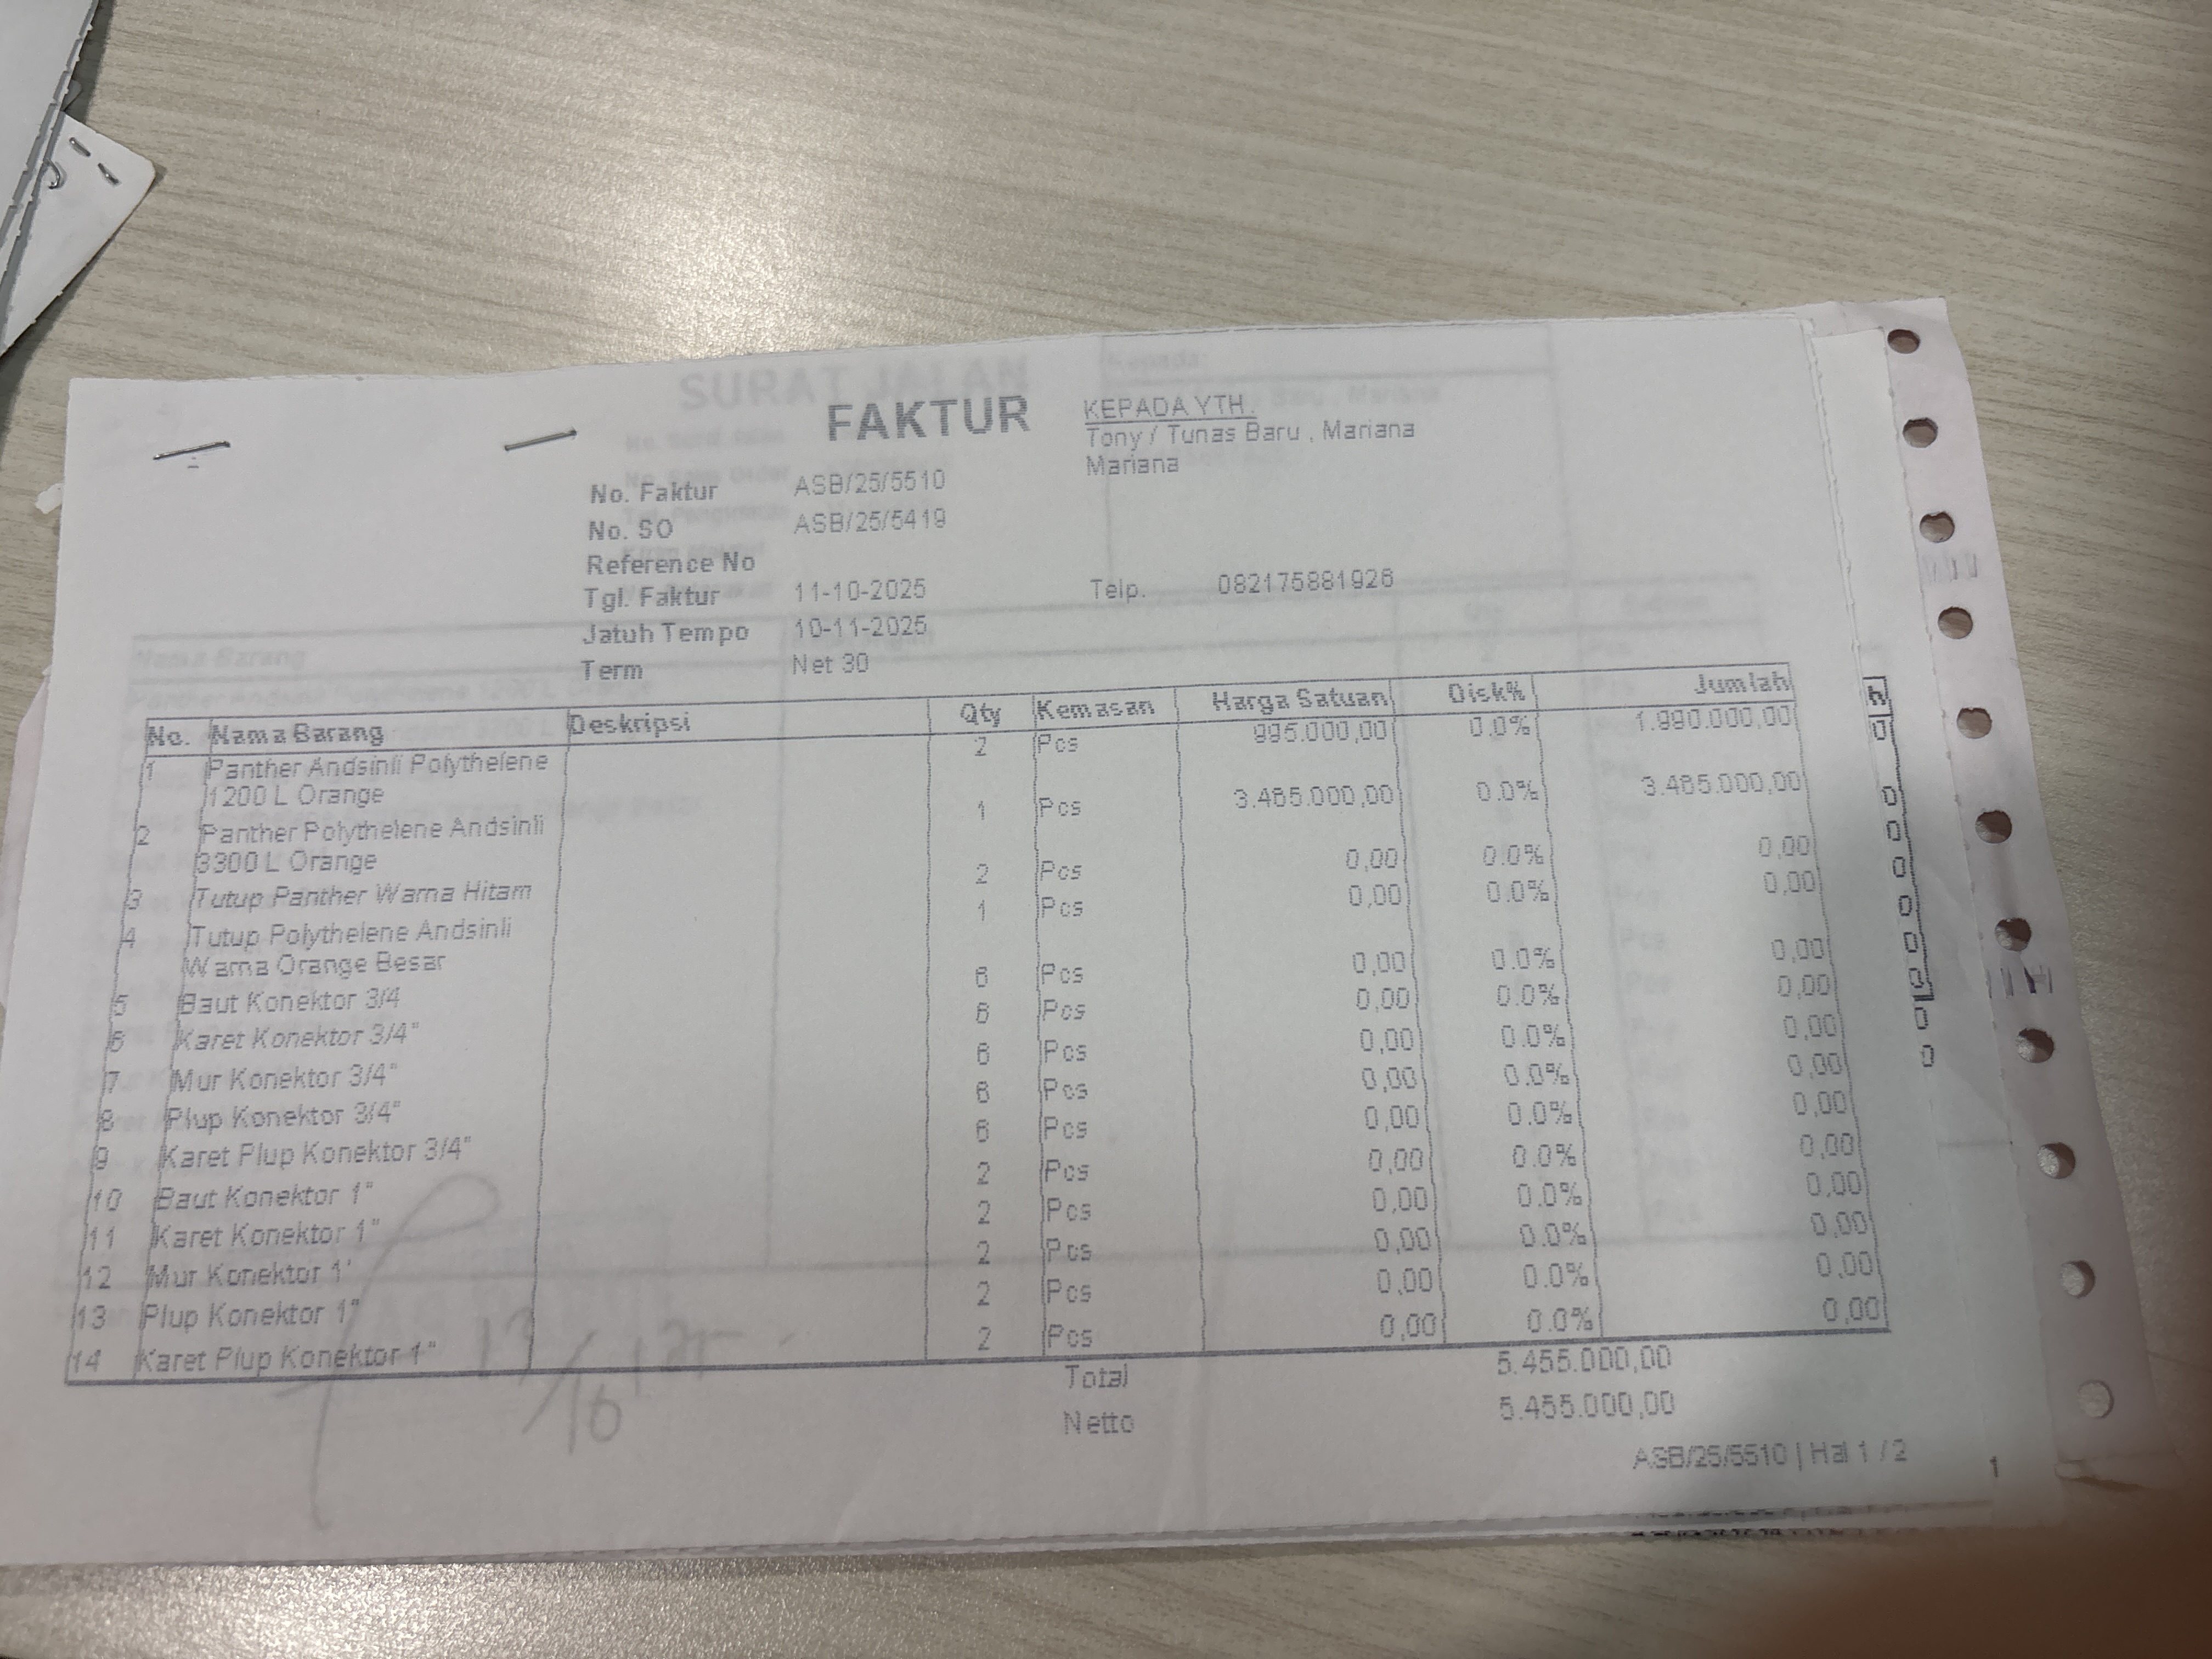 SURAT JALAN
FAKTUR
KEPADA YTH.
Tony / Tunas Baru , Mariana
Mariana
No. Faktur ASB/25/5510
No. SO ASB/25/5419
Reference No
Tgl. Faktur 11-10-2025 Telp. 082175881926
Jatuh Tempo 10-11-2025
Term Net 30
No. Nama Barang Deskripsi Qty Kemasan Harga Satuan Disk% Jumlah
1 Panther Andsinli Polythelene 2 Pcs 995.000,00 0.0% 1.990.000,00
1200 L Orange
2 Panther Polythelene Andsinli 1 Pcs 3.465.000,00 0.0% 3.465.000,00
3300 L Orange
3 Tutup Panther Warna Hitam 2 Pcs 0,00 0.0% 0,00
4 Tutup Polythelene Andsinli 1 Pcs 0,00 0.0% 0,00
Warna Orange Besar
5 Baut Konektor 3/4 6 Pcs 0,00 0.0% 0,00
6 Karet Konektor 3/4" 6 Pcs 0,00 0.0% 0,00
7 Mur Konektor 3/4" 6 Pcs 0,00 0.0% 0,00
8 Plup Konektor 3/4" 6 Pcs 0,00 0.0% 0,00
9 Karet Plup Konektor 3/4" 6 Pcs 0,00 0.0% 0,00
10 Baut Konektor 1" 2 Pcs 0,00 0.0% 0,00
11 Karet Konektor 1" 2 Pcs 0,00 0.0% 0,00
12 Mur Konektor 1' 2 Pcs 0,00 0.0% 0,00
13 Plup Konektor 1" 2 Pcs 0,00 0.0% 0,00
14 Karet Plup Konektor 1" 2 Pcs 0,00 0.0% 0,00
Total 5.455.000,00
Netto 5.455.000,00
ASB/25/5510 | Hal 1 / 2